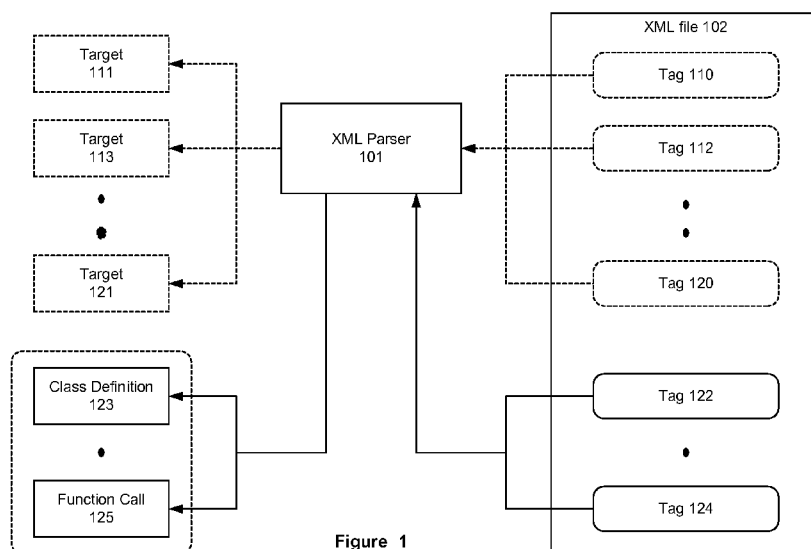 XML file 102
Target
111
Tag 110
Target
113
XML Parser
101
Tag 112
Target
121
Tag 120
Class Definition
123
Tag 122
Function Call
125
Tag 124
Figure 1